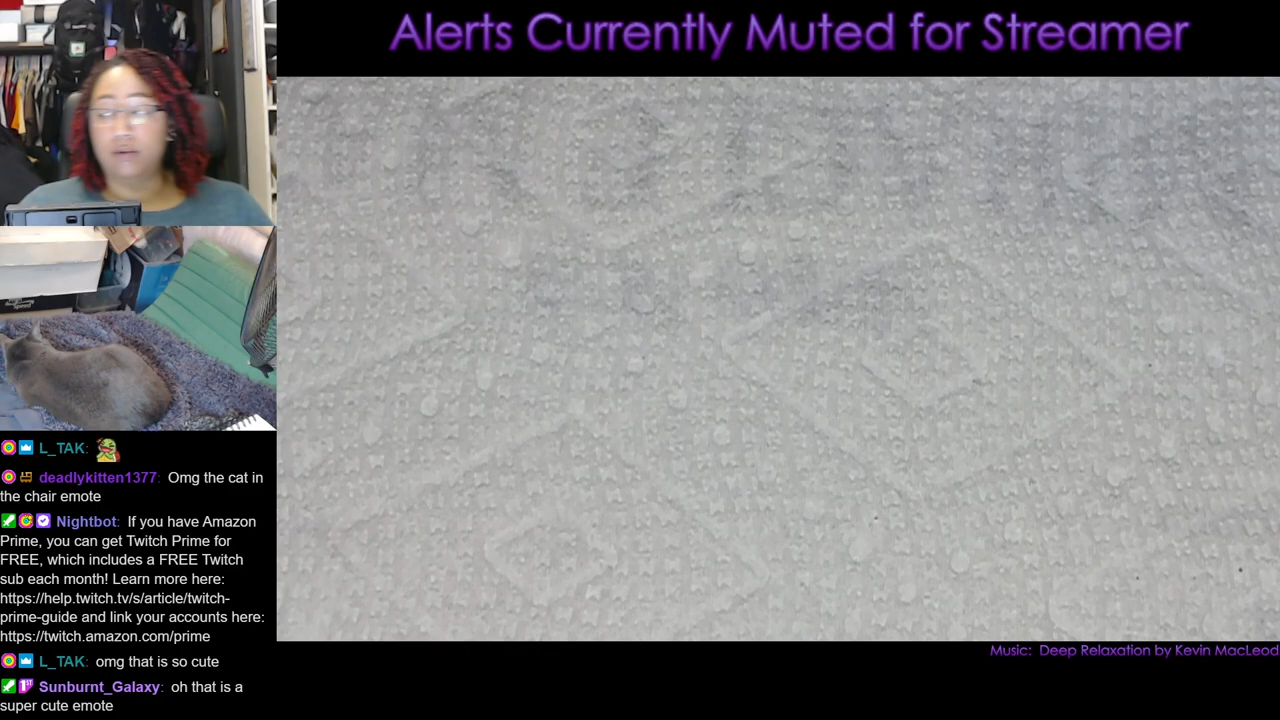 Alerts Currently Muted for Streamer
L_TAK:
deadlykitten1377: Omg the cat in
the chair emote
Nightbot: If you have Amazon
Prime, you can get Twitch Prime for
FREE, which includes a FREE Twitch
sub each month! Learn more here:
https://help.twitch.tv/s/article/twitch-
prime-guide and link your accounts here:
https://twitch.amazon.com/prime
L_TAK: omg that is so cute
Sunburnt_Galaxy: oh that is a
super cute emote
Music: Deep Relaxation by Kevin MacLeod